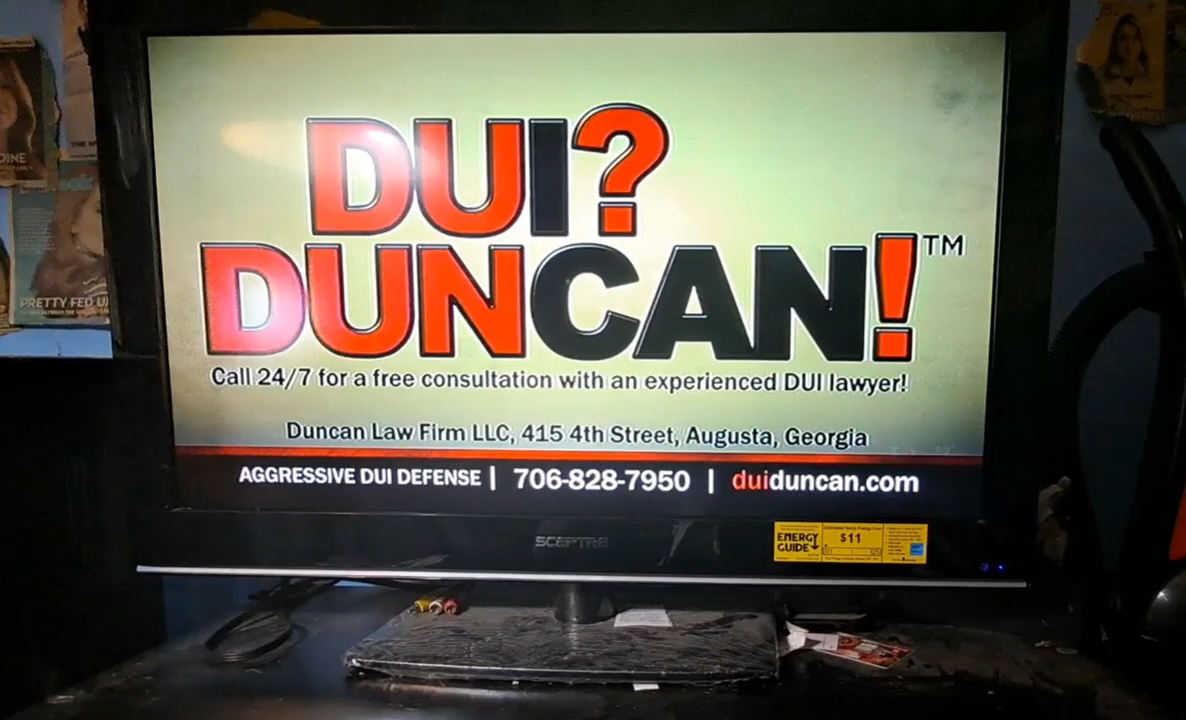 DUI?
DUNCAN!™
Call 24/7 for a free consultation with an experienced DUI lawyer!
Duncan Law Firm LLC, 415 4th Street, Augusta, Georgia
AGGRESSIVE DUI DEFENSE | 706-828-7950 | duiduncan.com
SCEPTRE
ENERGY
GUIDE
$11
PRETTY FED U